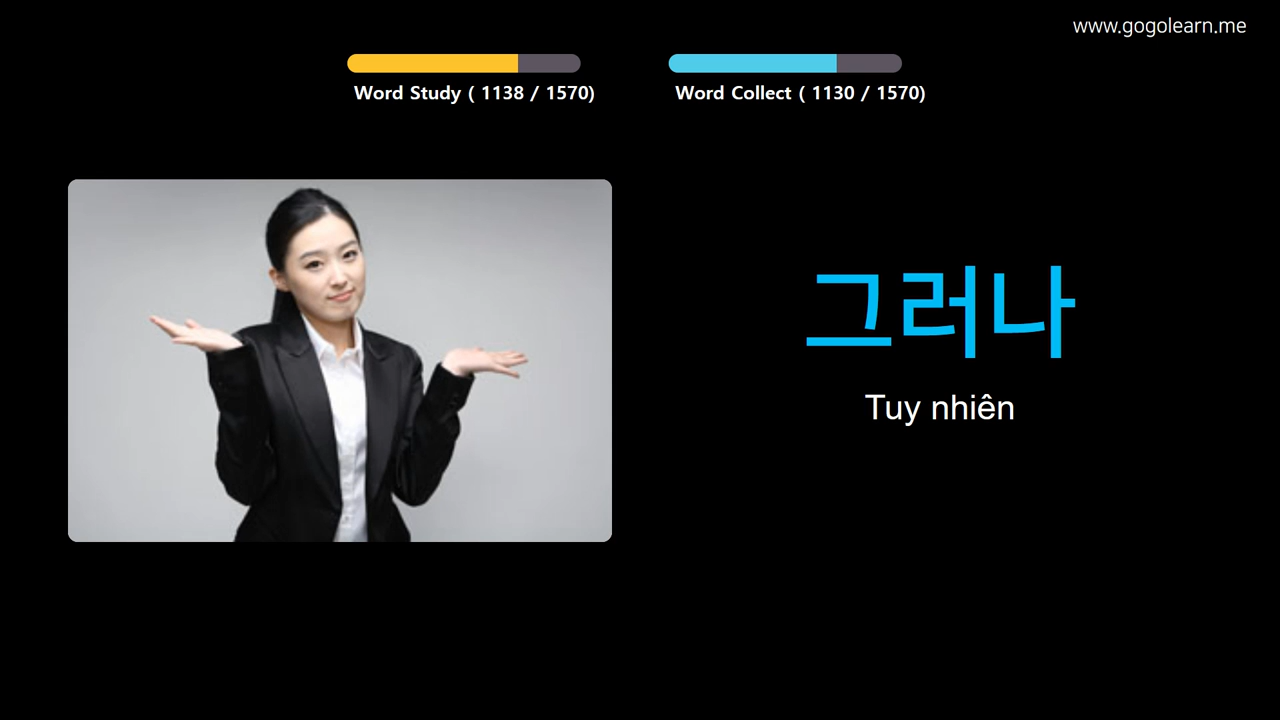 www.gogolearn.me
Word Study ( 1138 / 1570)
Word Collect ( 1130 / 1570)
그러나
Tuy nhiên